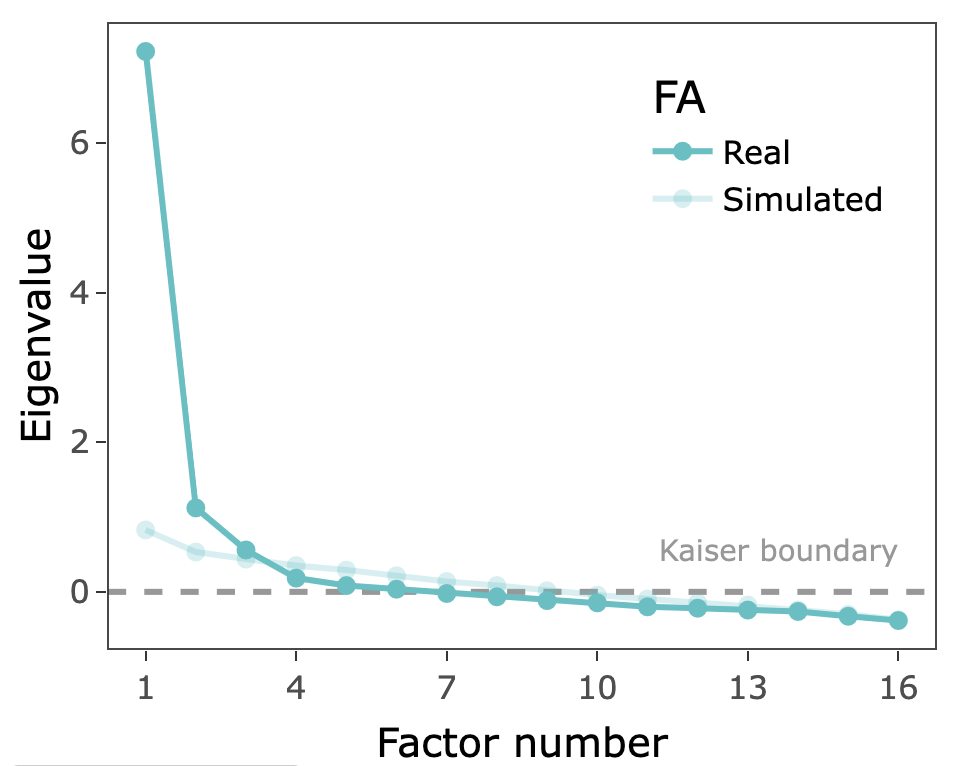 FA
Real
Simulated
6
4
2
0
Eigenvalue
Kaiser boundary
1 4 7 10 13 16
Factor number